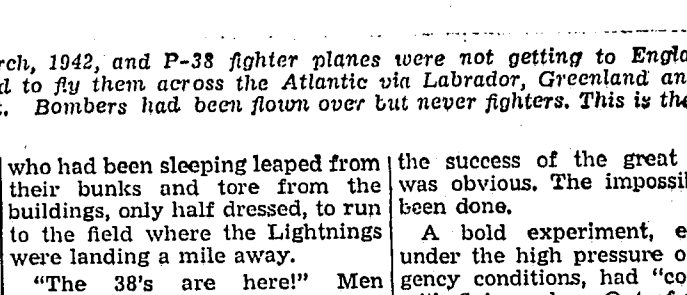 rch, 1942, and P-38 fighter planes were not getting to Engla
d to fly them across the Atlantic via Labrador, Greenland an
. Bombers had been flown over but never fighters. This is the
who had been sleeping leaped from
their bunks and tore from the
buildings, only half dressed, to run
to the field where the Lightnings
were landing a mile away.
"The 38's are here!" Men
the success of the great
was obvious. The impossil
been done.
A bold experiment, e
under the high pressure o
gency conditions, had "co